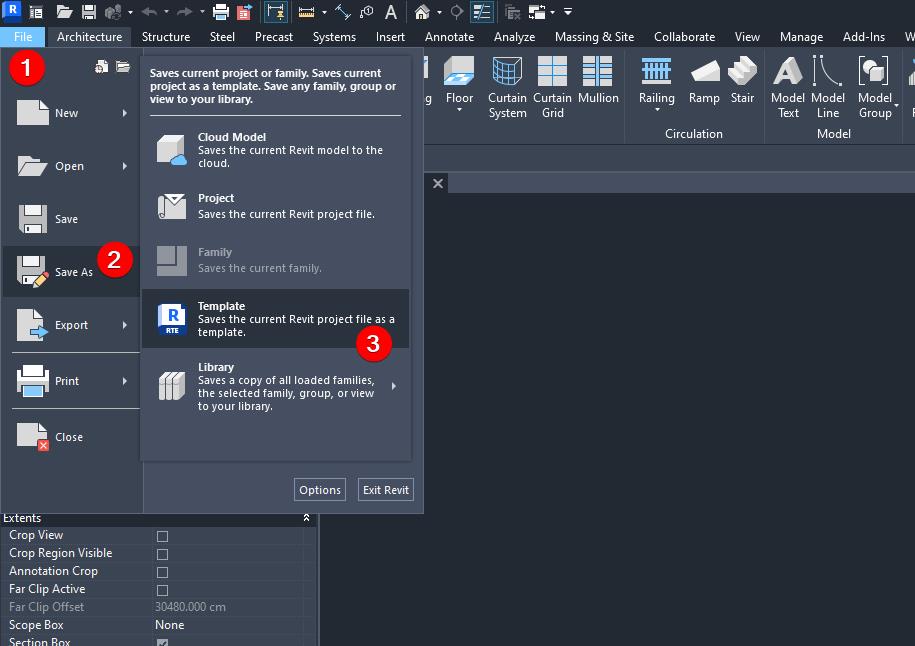 R
A
File
Architecture
Structure
Steel
Precast
Systems
Insert
Annotate
Analyze
Massing & Site
Collaborate
View
Manage
Add-Ins
1
New
Open
Save
Save As
2
Export
Print
Close
Saves current project or family. Saves current
project as a template. Save any family, group or
view to your library.
Cloud Model
Saves the current Revit model to the
cloud.
Project
Saves the current Revit project file.
Family
Saves the current family.
R
RTE
Template
Saves the current Revit project file as a
template.
3
Library
Saves a copy of all loaded families,
the selected family, group, or view
to your library.
Options
Exit Revit
Floor
Curtain
System
Curtain
Grid
Mullion
Railing
Ramp
Stair
Circulation
Model
Text
Model
Line
Model
Group
Model
Extents
Crop View
Crop Region Visible
Annotation Crop
Far Clip Active
Far Clip Offset 30480.000 cm
Scope Box None
Section Box